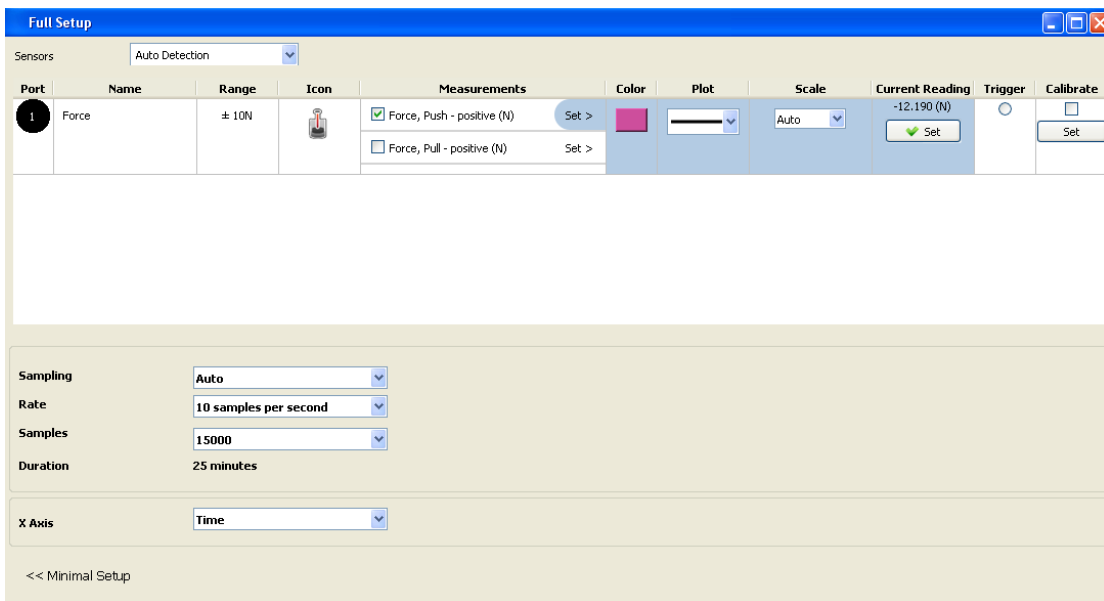 Full Setup
Sensors Auto Detection
Port Name Range Icon Measurements Color Plot Scale Current Reading Trigger Calibrate
1 Force ± 10N Force, Push - positive (N) Set > Auto -12.190 (N)
Set Set
Force, Pull - positive (N) Set >
Sampling Auto
Rate 10 samples per second
Samples 15000
Duration 25 minutes
X Axis Time
<< Minimal Setup